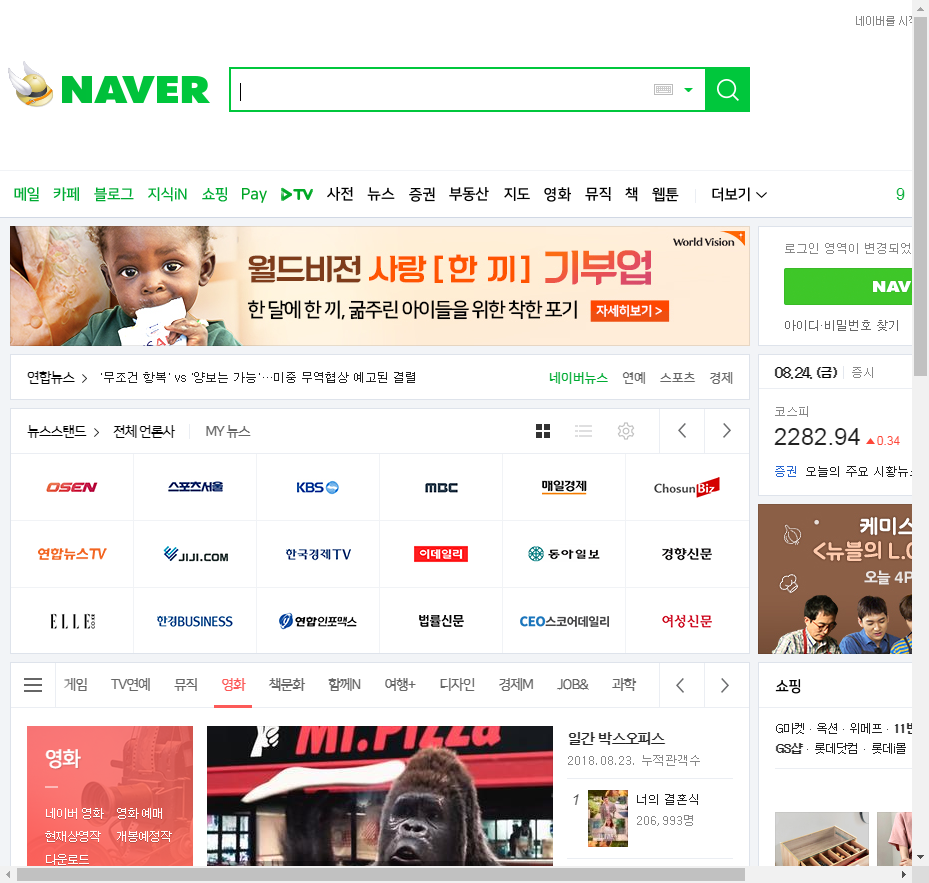 네이버를 시작
NAVER
메일 카페 블로그 지식iN 쇼핑 Pay TV 사전 뉴스 증권 부동산 지도 영화 뮤직 책 웹툰 더보기 9
World Vision
월드비전 사랑[한 끼] 기부업
한 달에 한 끼, 굶주린 아이들을 위한 착한 포기 자세히보기 >
로그인 영역이 변경되었
NAV
아이디·비밀번호 찾기
연합뉴스 > '무조건 항복' vs '양보는 가능'…미중 무역협상 예고된 결렬
네이버뉴스 연예 스포츠 경제
08.24. (금) 증시
코스피
2282.94 ▲0.34
증권 오늘의 주요 시황뉴스
뉴스스탠드 > 전체 언론사 MY 뉴스
OSEN 스포츠서울 KBS MBC 매일경제 ChosunBiz
연합뉴스TV JIJI.COM 한국경제TV 이데일리 동아일보 경향신문
ELLE 한경BUSINESS 연합인포맥스 법률신문 CEO스코어데일리 여성신문
케미스
<뉴블의 L.O
오늘 4P
게임 TV연예 뮤직 영화 책문화 함께N 여행+ 디자인 경제M JOB& 과학
쇼핑
G마켓 · 옥션 · 위메프 · 11번
GS샵 · 롯데닷컴 · 롯데i몰
영화
네이버 영화 영화 예매
현재상영작 개봉예정작
다운로드
Mr.Pizza
일간 박스오피스
2018.08.23. 누적관객수
1 너의 결혼식
206,993명